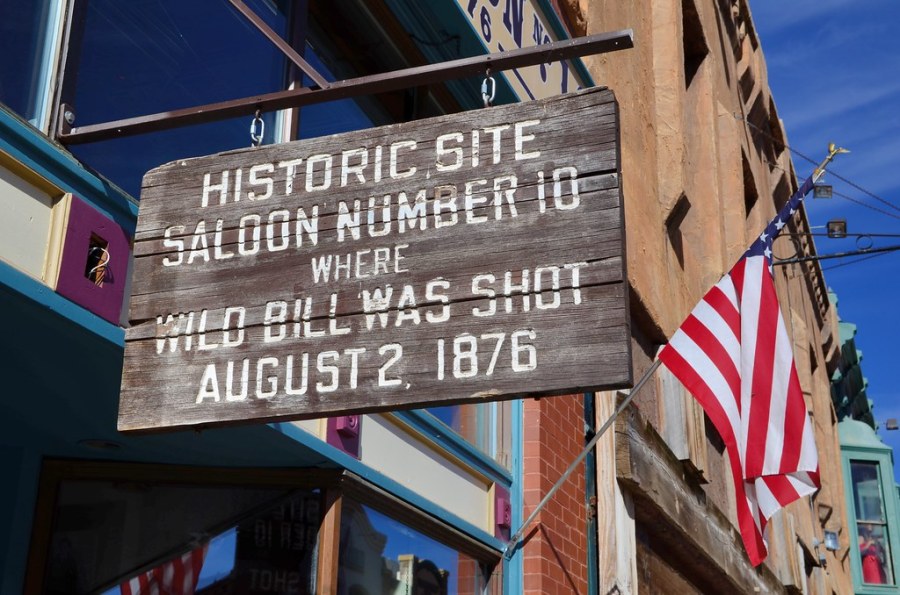 HISTORIC SITE
SALOON NUMBER 10
WHERE
WILD BILL WAS SHOT
AUGUST 2, 1876